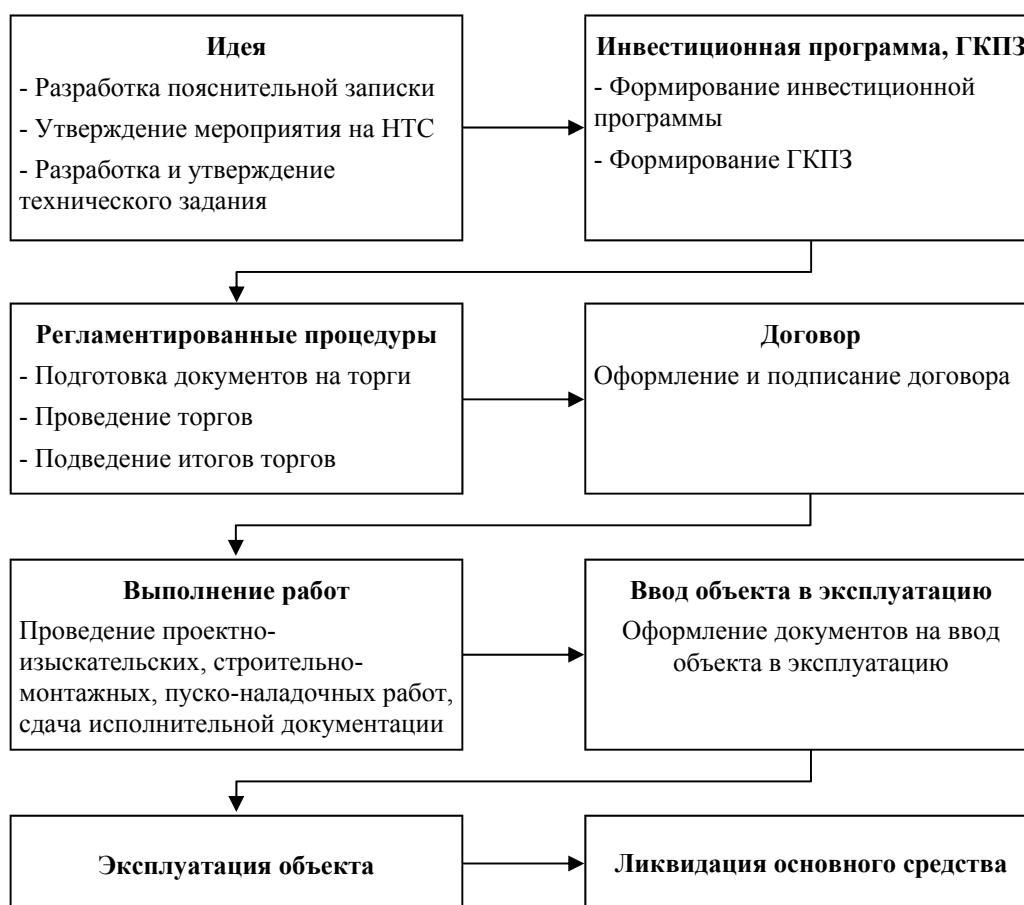 Идея
- Разработка пояснительной записки
- Утверждение мероприятия на НТС
- Разработка и утверждение
технического задания
Инвестиционная программа, ГКПЗ
- Формирование инвестиционной
программы
- Формирование ГКПЗ
Регламентированные процедуры
- Подготовка документов на торги
- Проведение торгов
- Подведение итогов торгов
Договор
Оформление и подписание договора
Выполнение работ
Проведение проектно-
изыскательских, строительно-
монтажных, пуско-наладочных работ,
сдача исполнительной документации
Ввод объекта в эксплуатацию
Оформление документов на ввод
объекта в эксплуатацию
Эксплуатация объекта
Ликвидация основного средства